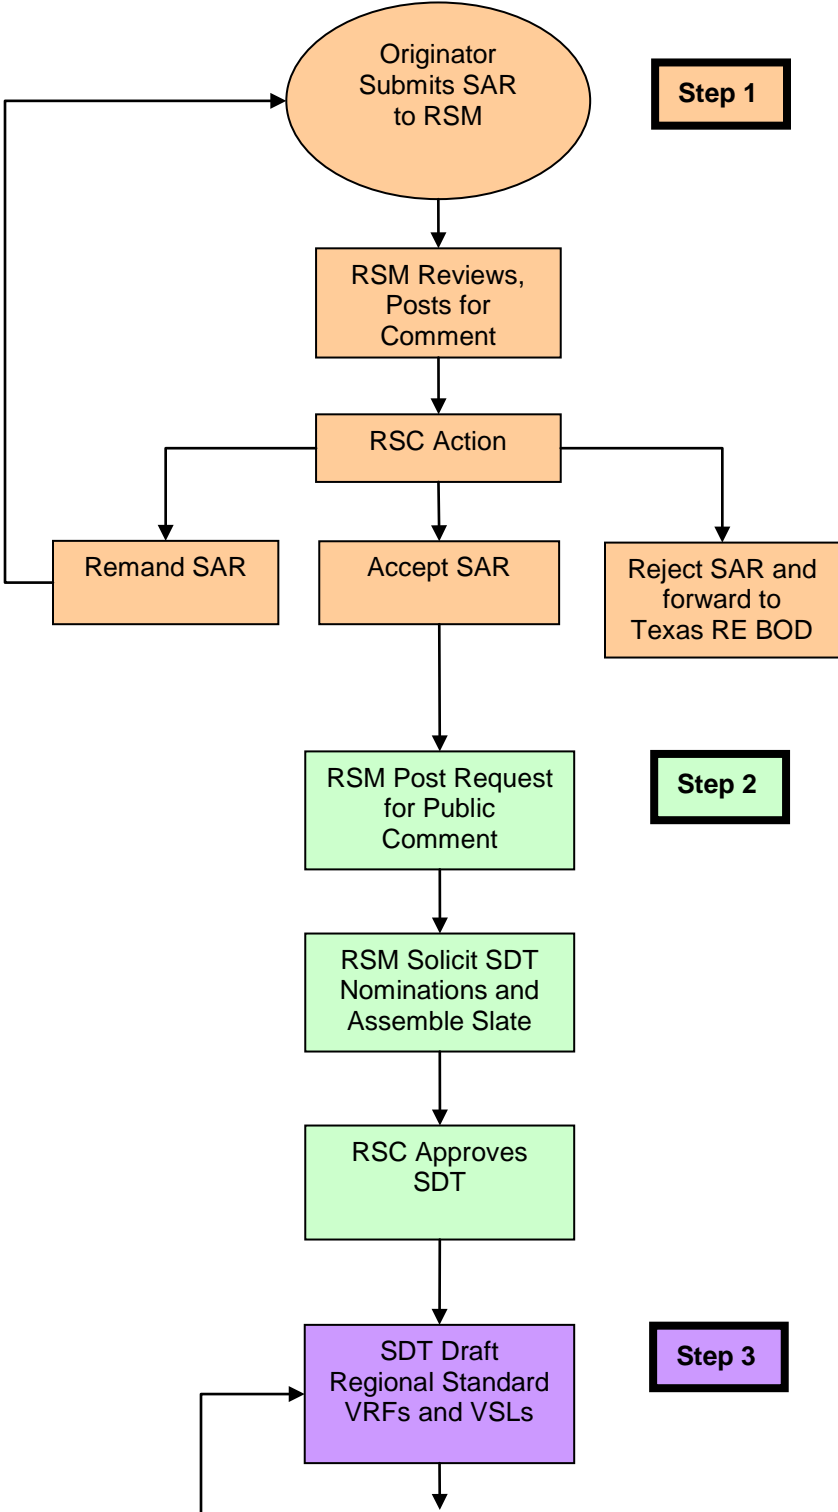 Originator
Submits SAR
to RSM
Step 1
RSM Reviews,
Posts for
Comment
RSC Action
Remand SAR
Accept SAR
Reject SAR and
forward to
Texas RE BOD
RSM Post Request
for Public
Comment
Step 2
RSM Solicit SDT
Nominations and
Assemble Slate
RSC Approves
SDT
SDT Draft
Regional Standard
VRFs and VSLs
Step 3